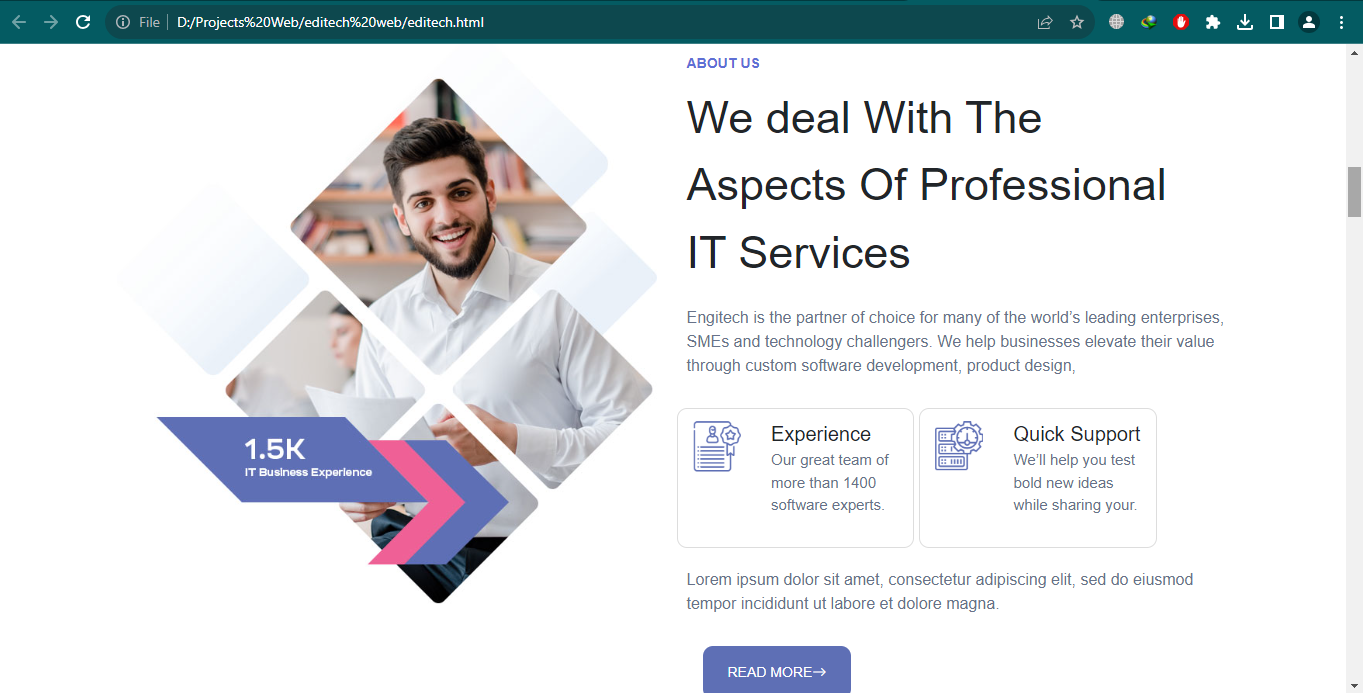 File
D:/Projects%20Web/editech%20web/editech.html
ABOUT US
We deal With The
Aspects Of Professional
IT Services
Engitech is the partner of choice for many of the world’s leading enterprises,
SMEs and technology challengers. We help businesses elevate their value
through custom software development, product design,
1.5K
IT Business Experience
Experience
Our great team of
more than 1400
software experts.
Quick Support
We’ll help you test
bold new ideas
while sharing your.
Lorem ipsum dolor sit amet, consectetur adipiscing elit, sed do eiusmod
tempor incididunt ut labore et dolore magna.
READ MORE→